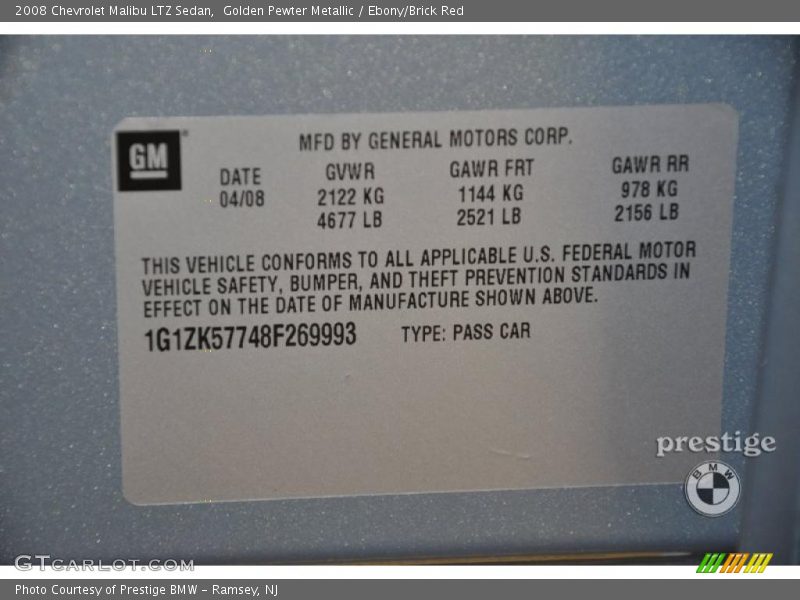 2008 Chevrolet Malibu LTZ Sedan,  Golden Pewter Metallic / Ebony/Brick Red
GM
MFD BY GENERAL MOTORS CORP.
DATE GVWR GAWR FRT GAWR RR
04/08 2122 KG 1144 KG 978 KG
4677 LB 2521 LB 2156 LB
THIS VEHICLE CONFORMS TO ALL APPLICABLE U.S. FEDERAL MOTOR
VEHICLE SAFETY, BUMPER, AND THEFT PREVENTION STANDARDS IN
EFFECT ON THE DATE OF MANUFACTURE SHOWN ABOVE.
1G1ZK57748F269993 TYPE: PASS CAR
prestige
BMW
GTCARLOT.COM
Photo Courtesy of Prestige BMW – Ramsey, NJ